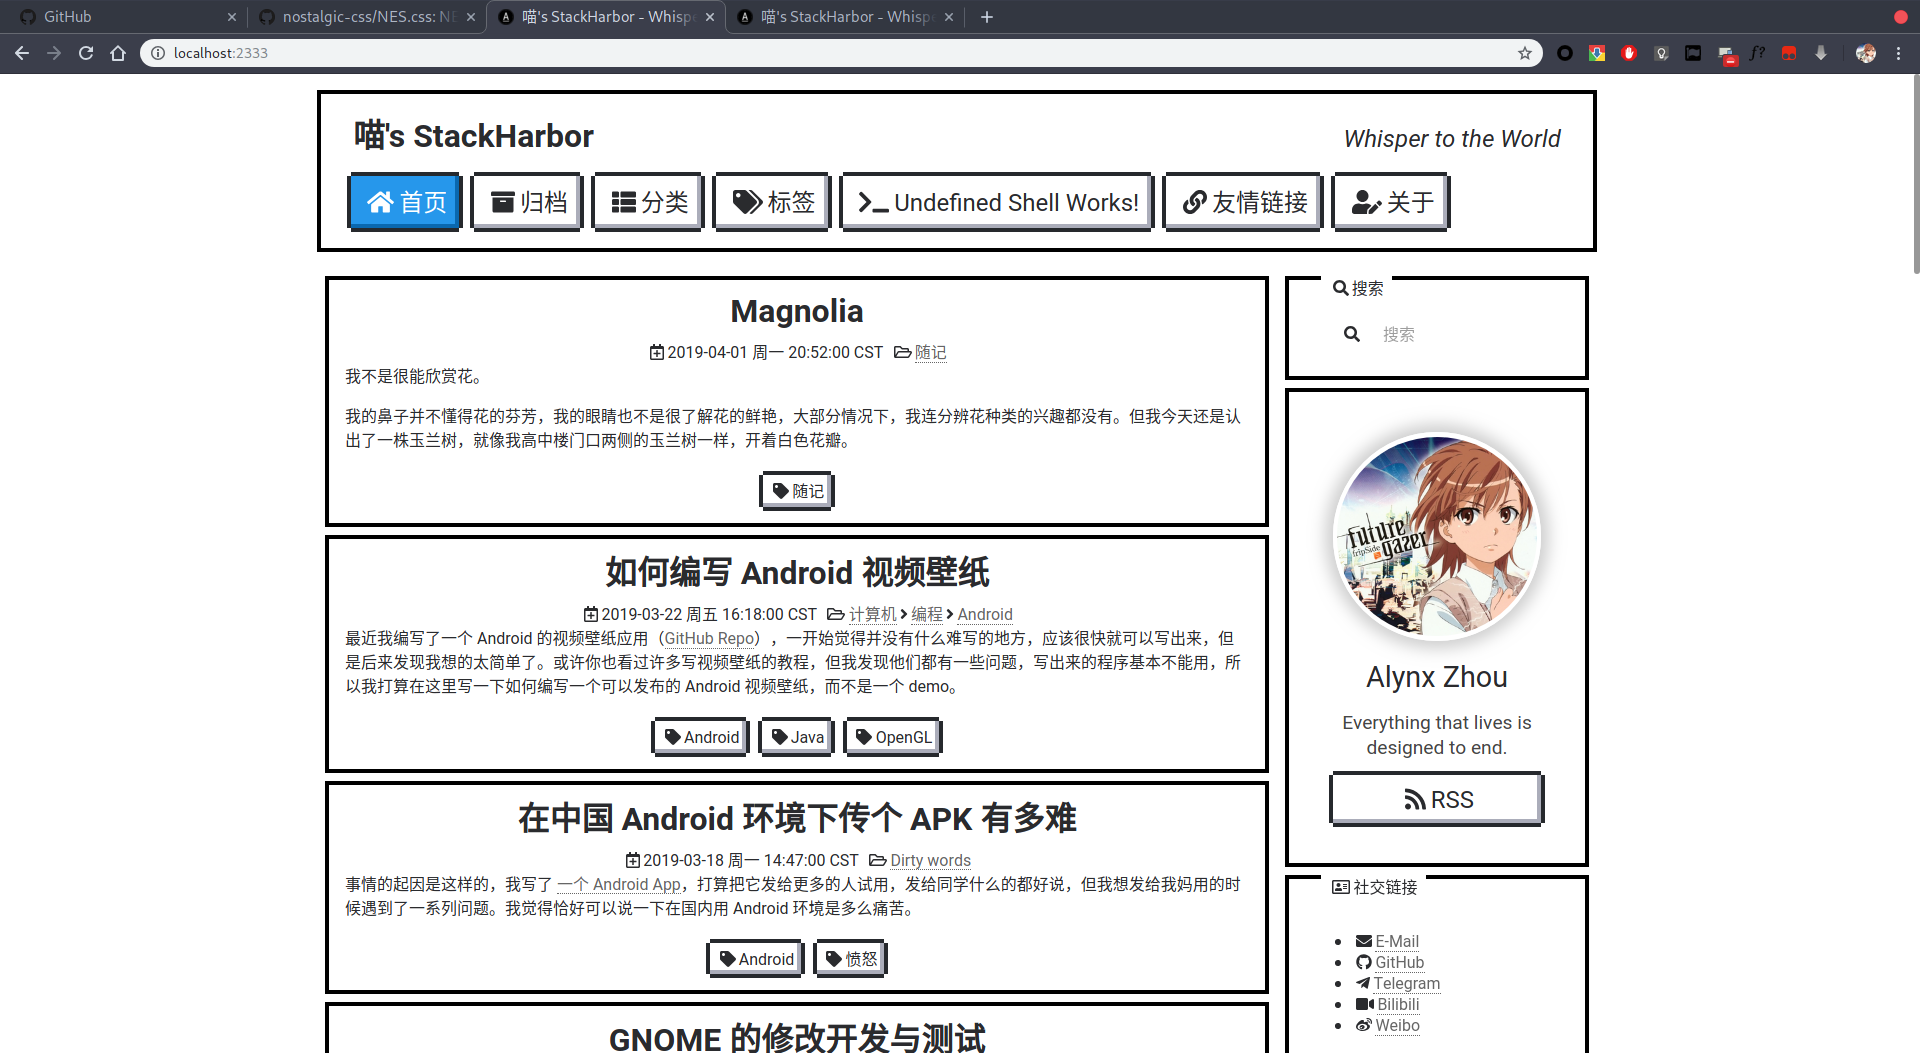 GitHub
nostalgic-css/NES.css: NE
喵's StackHarbor - Whisp
喵's StackHarbor - Whisp
localhost:2333
喵's StackHarbor
Whisper to the World
首页 归档 分类 标签 Undefined Shell Works! 友情链接 关于
Magnolia
2019-04-01 周一 20:52:00 CST 随记
我不是很能欣赏花。
我的鼻子并不懂得花的芬芳，我的眼睛也不是很了解花的鲜艳，大部分情况下，我连分辨花种类的兴趣都没有。但我今天还是认
出了一株玉兰树，就像我高中楼门口两侧的玉兰树一样，开着白色花瓣。
随记
如何编写 Android 视频壁纸
2019-03-22 周五 16:18:00 CST 计算机 编程 Android
最近我编写了一个 Android 的视频壁纸应用（GitHub Repo），一开始觉得并没有什么难写的地方，应该很快就可以写出来，但
是后来发现我想的太简单了。或许你也看过许多写视频壁纸的教程，但我发现他们都有一些问题，写出来的程序基本不能用，所
以我打算在这里写一下如何编写一个可以发布的 Android 视频壁纸，而不是一个 demo。
Android Java OpenGL
在中国 Android 环境下传个 APK 有多难
2019-03-18 周一 14:47:00 CST Dirty words
事情的起因是这样的，我写了 一个 Android App，打算把它发给更多的人试用，发给同学什么的都好说，但我想发给我妈用的时
候遇到了一系列问题。我觉得恰好可以说一下在国内用 Android 环境是多么痛苦。
Android 愤怒
GNOME 的修改开发与测试
搜索
搜索
future
gazer
fripSide
Alynx Zhou
Everything that lives is
designed to end.
RSS
社交链接
E-Mail
GitHub
Telegram
Bilibili
Weibo